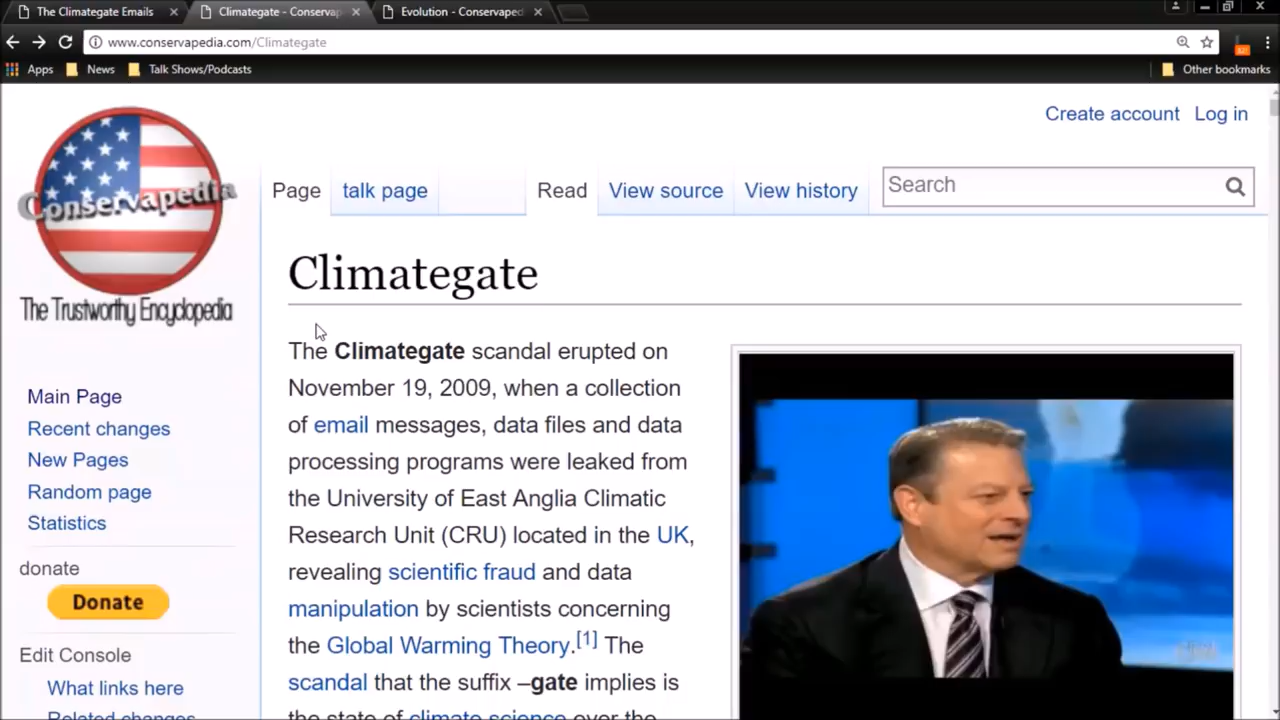 The Climategate Emails
Climategate - Conservap
Evolution - Conservaped
www.conservapedia.com/Climategate
Apps
News
Talk Shows/Podcasts
Other bookmarks
Create account
Log in
Conservapedia
The Trustworthy Encyclopedia
Page
talk page
Read
View source
View history
Search
Main Page
Recent changes
New Pages
Random page
Statistics
donate
Donate
Edit Console
What links here
Related changes
Climategate
The Climategate scandal erupted on
November 19, 2009, when a collection
of email messages, data files and data
processing programs were leaked from
the University of East Anglia Climatic
Research Unit (CRU) located in the UK,
revealing scientific fraud and data
manipulation by scientists concerning
the Global Warming Theory.[1] The
scandal that the suffix –gate implies is
the state of climate science over the